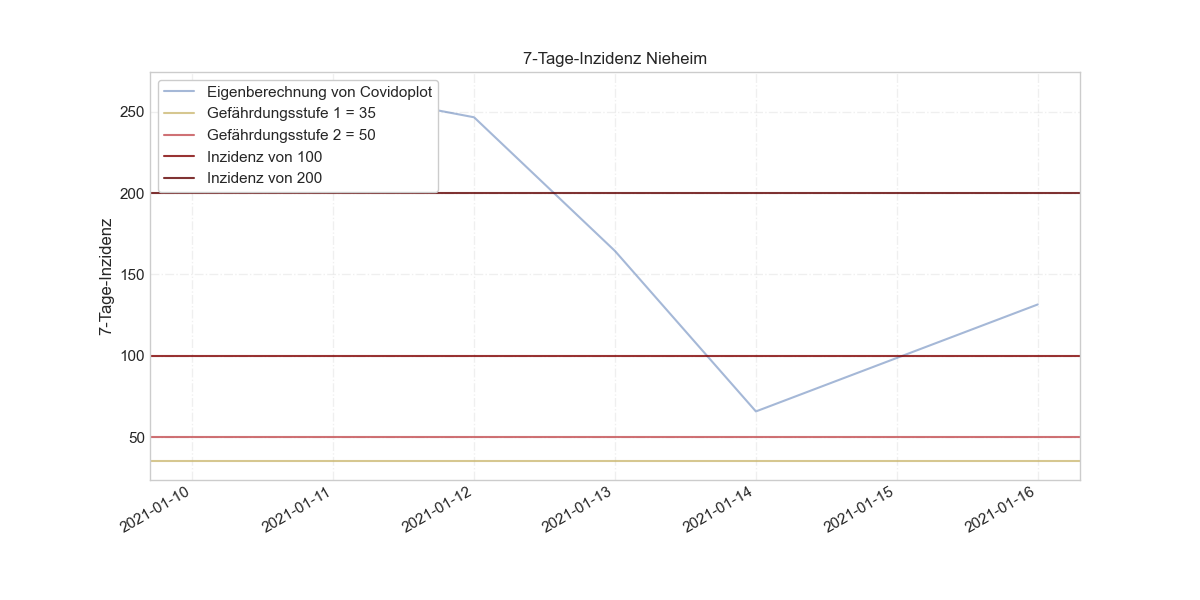 7-Tage-Inzidenz Nieheim
Eigenberechnung von Covidoplot
Gefährdungsstufe 1 = 35
Gefährdungsstufe 2 = 50
Inzidenz von 100
Inzidenz von 200
7-Tage-Inzidenz
250
200
150
100
50
2021-01-10
2021-01-11
2021-01-12
2021-01-13
2021-01-14
2021-01-15
2021-01-16